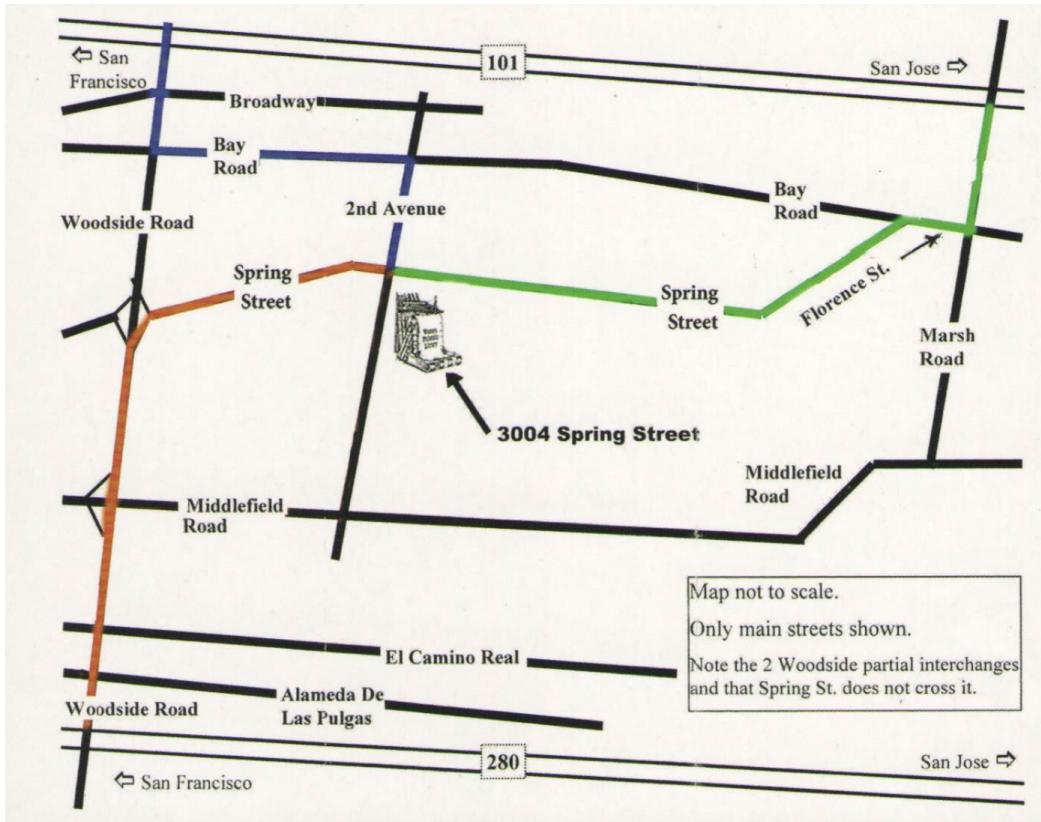 San
Francisco
101
San Jose
Broadway
Bay
Road
2nd Avenue
Bay
Road
Woodside Road
Spring
Street
Spring
Street
Florence St.
Marsh
Road
3004 Spring Street
Middlefield
Road
Middlefield
Road
Map not to scale.
Only main streets shown.
Note the 2 Woodside partial interchanges
and that Spring St. does not cross it.
El Camino Real
Alameda De
Las Pulgas
Woodside Road
280
San Jose
San Francisco